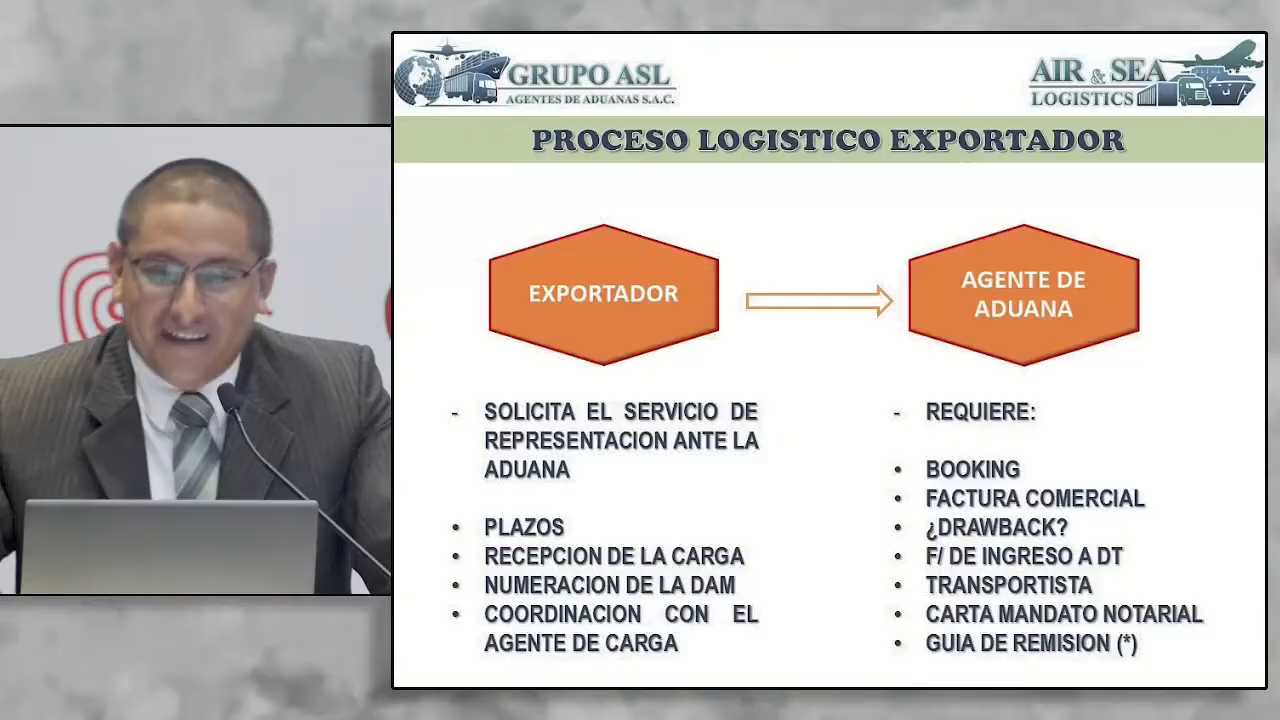 GRUPO ASL
AGENTES DE ADUANAS S.A.C.
AIR & SEA
LOGISTICS
PROCESO LOGISTICO EXPORTADOR
EXPORTADOR
AGENTE DE
ADUANA
- SOLICITA EL SERVICIO DE
REPRESENTACION ANTE LA
ADUANA
• PLAZOS
• RECEPCION DE LA CARGA
• NUMERACION DE LA DAM
• COORDINACION CON EL
AGENTE DE CARGA
- REQUIERE:
• BOOKING
• FACTURA COMERCIAL
• ¿DRAWBACK?
• F/ DE INGRESO A DT
• TRANSPORTISTA
• CARTA MANDATO NOTARIAL
• GUIA DE REMISION (*)